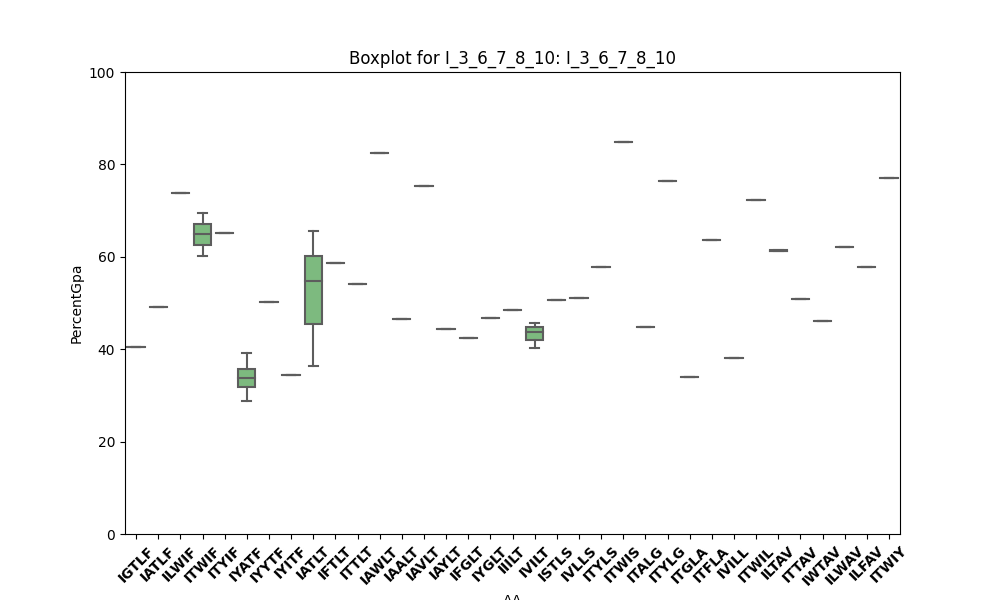 Boxplot for I_3_6_7_8_10: I_3_6_7_8_10
100
80
60
40
20
0
PercentGpa
IGTLF
IATLF
ILWIF
ITWIF
ITYIF
IYATF
IYYTF
IYITF
IATLT
IFTLT
ITTLT
IAWLT
IAALT
IAVLT
IAYLT
IFGLT
IYGLT
IIILT
IVILT
ISTLS
IVLLS
ITYLS
ITWIS
ITALG
ITYLG
ITGLA
ITFLA
IVILL
ITWIL
ILTAV
ITTAV
IWTAV
ILWAV
ILFAV
ITWIY
AA